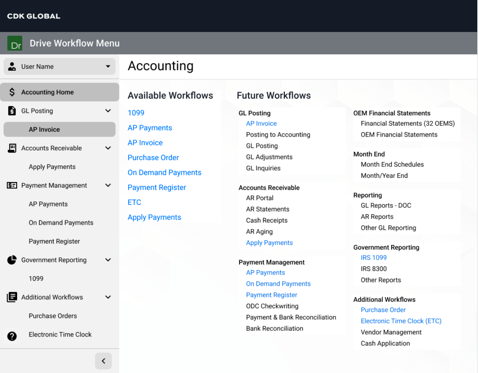 CDK GLOBAL
Dr Drive Workflow Menu
User Name
Accounting Home
GL Posting
AP Invoice
Accounts Receivable
Apply Payments
Payment Management
AP Payments
On Demand Payments
Payment Register
Government Reporting
1099
Additional Workflows
Purchase Orders
Electronic Time Clock
Accounting
Available Workflows
1099
AP Payments
AP Invoice
Purchase Order
On Demand Payments
Payment Register
ETC
Apply Payments
Future Workflows
GL Posting
AP Invoice
Posting to Accounting
GL Posting
GL Adjustments
GL Inquiries
Accounts Receivable
AR Portal
AR Statements
Cash Receipts
AR Aging
Apply Payments
Payment Management
AP Payments
On Demand Payments
Payment Register
ODC Checkwriting
Payment & Bank Reconciliation
Bank Reconciliation
OEM Financial Statements
Financial Statements (32 OEMS)
OEM Financial Statements
Month End
Month End Schedules
Month/Year End
Reporting
GL Reports - DOC
AR Reports
Other GL Reporting
Government Reporting
IRS 1099
IRS 8300
Other Reports
Additional Workflows
Purchase Order
Electronic Time Clock (ETC)
Vendor Management
Cash Application